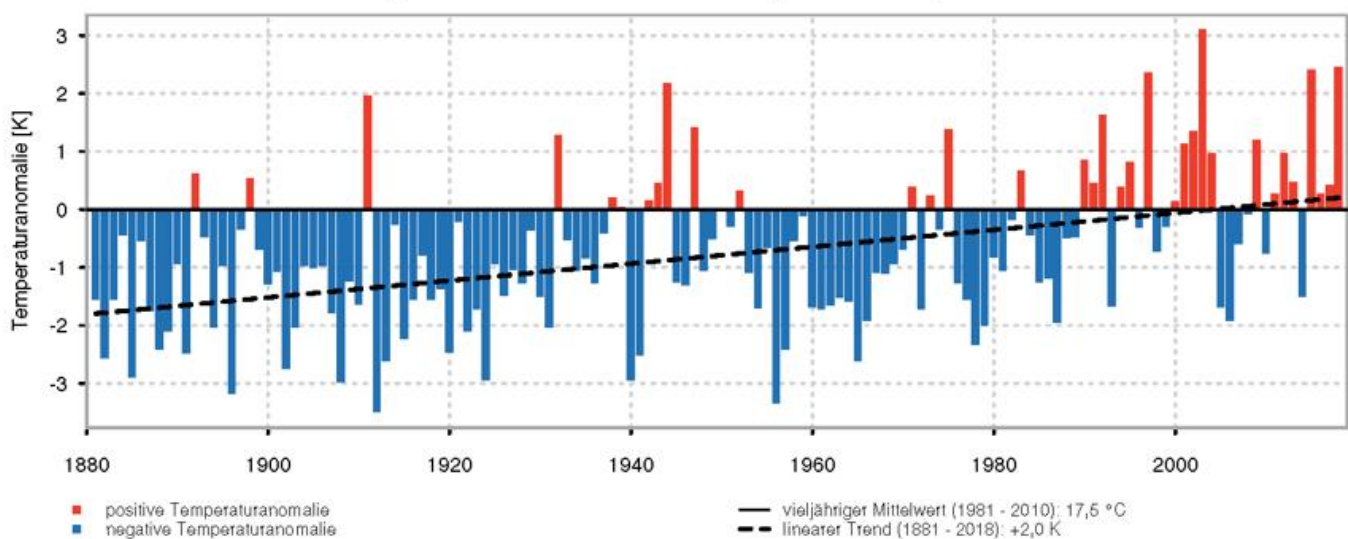 3
2
1
0
-1
-2
-3
Temperaturanomalie [K]
1880 1900 1920 1940 1960 1980 2000
positive Temperaturanomalie
negative Temperaturanomalie
vieljähriger Mittelwert (1981 - 2010): 17,5 °C
linearer Trend (1881 - 2018): +2,0 K